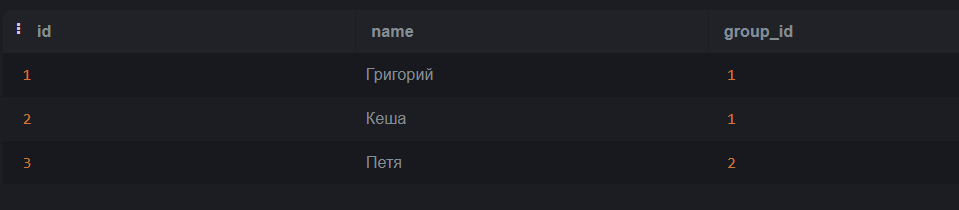 id name group_id
1 Григорий 1
2 Кеша 1
3 Петя 2